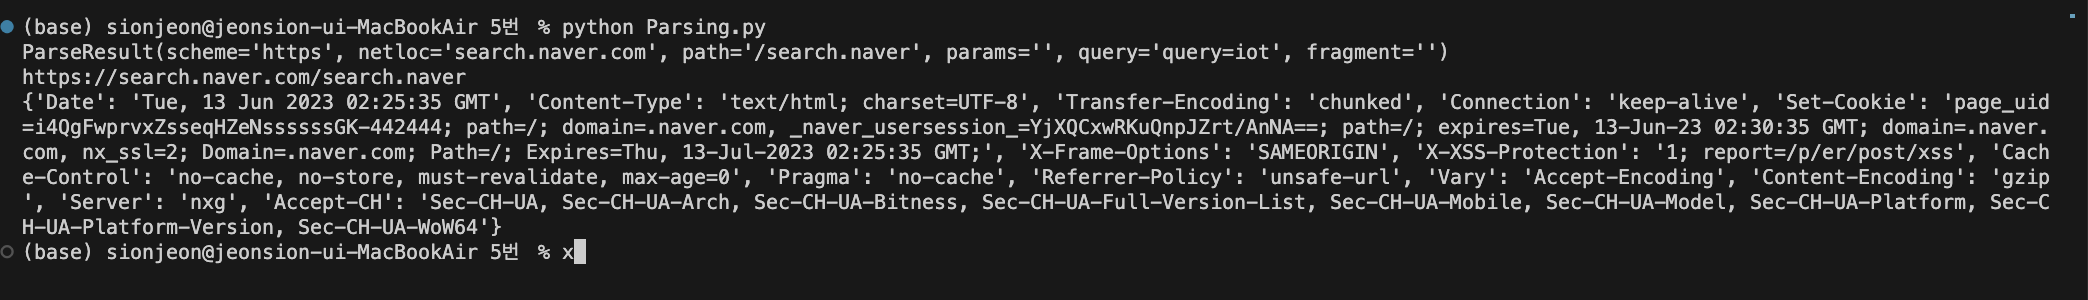 (base) sionjeon@jeonsion-ui-MacBookAir 5번 % python Parsing.py
ParseResult(scheme='https', netloc='search.naver.com', path='/search.naver', params='', query='query=iot', fragment='')
https://search.naver.com/search.naver
{'Date': 'Tue, 13 Jun 2023 02:25:35 GMT', 'Content-Type': 'text/html; charset=UTF-8', 'Transfer-Encoding': 'chunked', 'Connection': 'keep-alive', 'Set-Cookie': 'page_uid
=i4QgFwprvxZsseqHZeNssssssGK-442444; path=/; domain=.naver.com, _naver_usersession_=YjXQCxwRKuQnpJZrt/AnNA==; path=/; expires=Tue, 13-Jun-23 02:30:35 GMT; domain=.naver.
com, nx_ssl=2; Domain=.naver.com; Path=/; Expires=Thu, 13-Jul-2023 02:25:35 GMT;', 'X-Frame-Options': 'SAMEORIGIN', 'X-XSS-Protection': '1; report=/p/er/post/xss', 'Cach
e-Control': 'no-cache, no-store, must-revalidate, max-age=0', 'Pragma': 'no-cache', 'Referrer-Policy': 'unsafe-url', 'Vary': 'Accept-Encoding', 'Content-Encoding': 'gzip
', 'Server': 'nxg', 'Accept-CH': 'Sec-CH-UA, Sec-CH-UA-Arch, Sec-CH-UA-Bitness, Sec-CH-UA-Full-Version-List, Sec-CH-UA-Mobile, Sec-CH-UA-Model, Sec-CH-UA-Platform, Sec-C
H-UA-Platform-Version, Sec-CH-UA-WoW64'}
(base) sionjeon@jeonsion-ui-MacBookAir 5번 % x